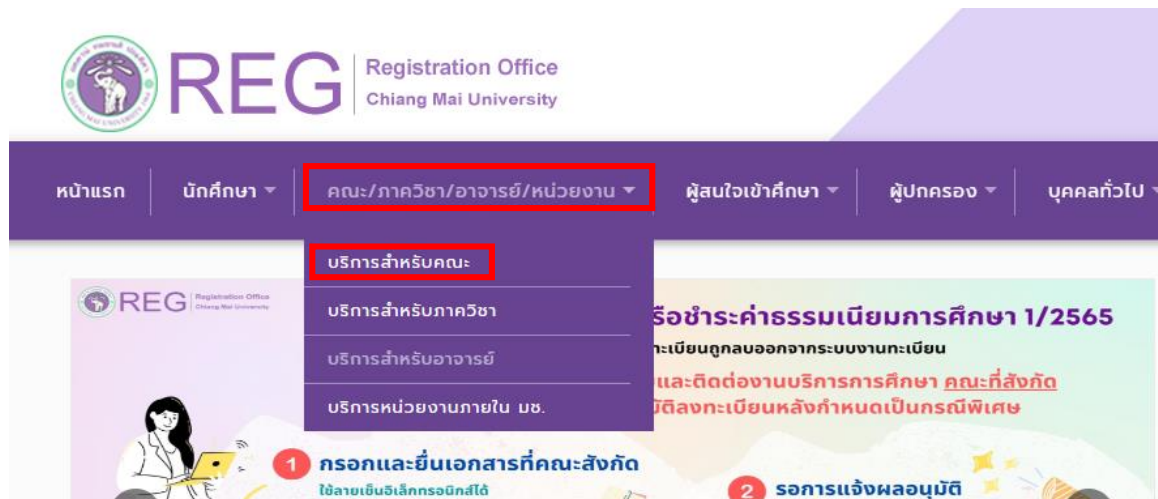 REG
Registration Office
Chiang Mai University
หน้าแรก
นักศึกษา
คณะ/ภาควิชา/อาจารย์/หน่วยงาน
ผู้สนใจเข้าศึกษา
ผู้ปกครอง
บุคคลทั่วไป
บริการสำหรับคณะ
บริการสำหรับภาควิชา
บริการสำหรับอาจารย์
บริการหน่วยงานภายใน มช.
REG
Registration Office
Chiang Mai University
รือชำระค่าธรรมเนียมการศึกษา 1/2565
ทะเบียนถูกลบออกจากระบบงานทะเบียน
และติดต่องานบริการการศึกษา คณะที่สังกัด
มัติลงทะเบียนหลังกำหนดเป็นกรณีพิเศษ
1 กรอกและยื่นเอกสารที่คณะสังกัด
ใช้ลายเซ็นอิเล็กทรอนิกส์ได้
2 รอการแจ้งผลอนุมัติ